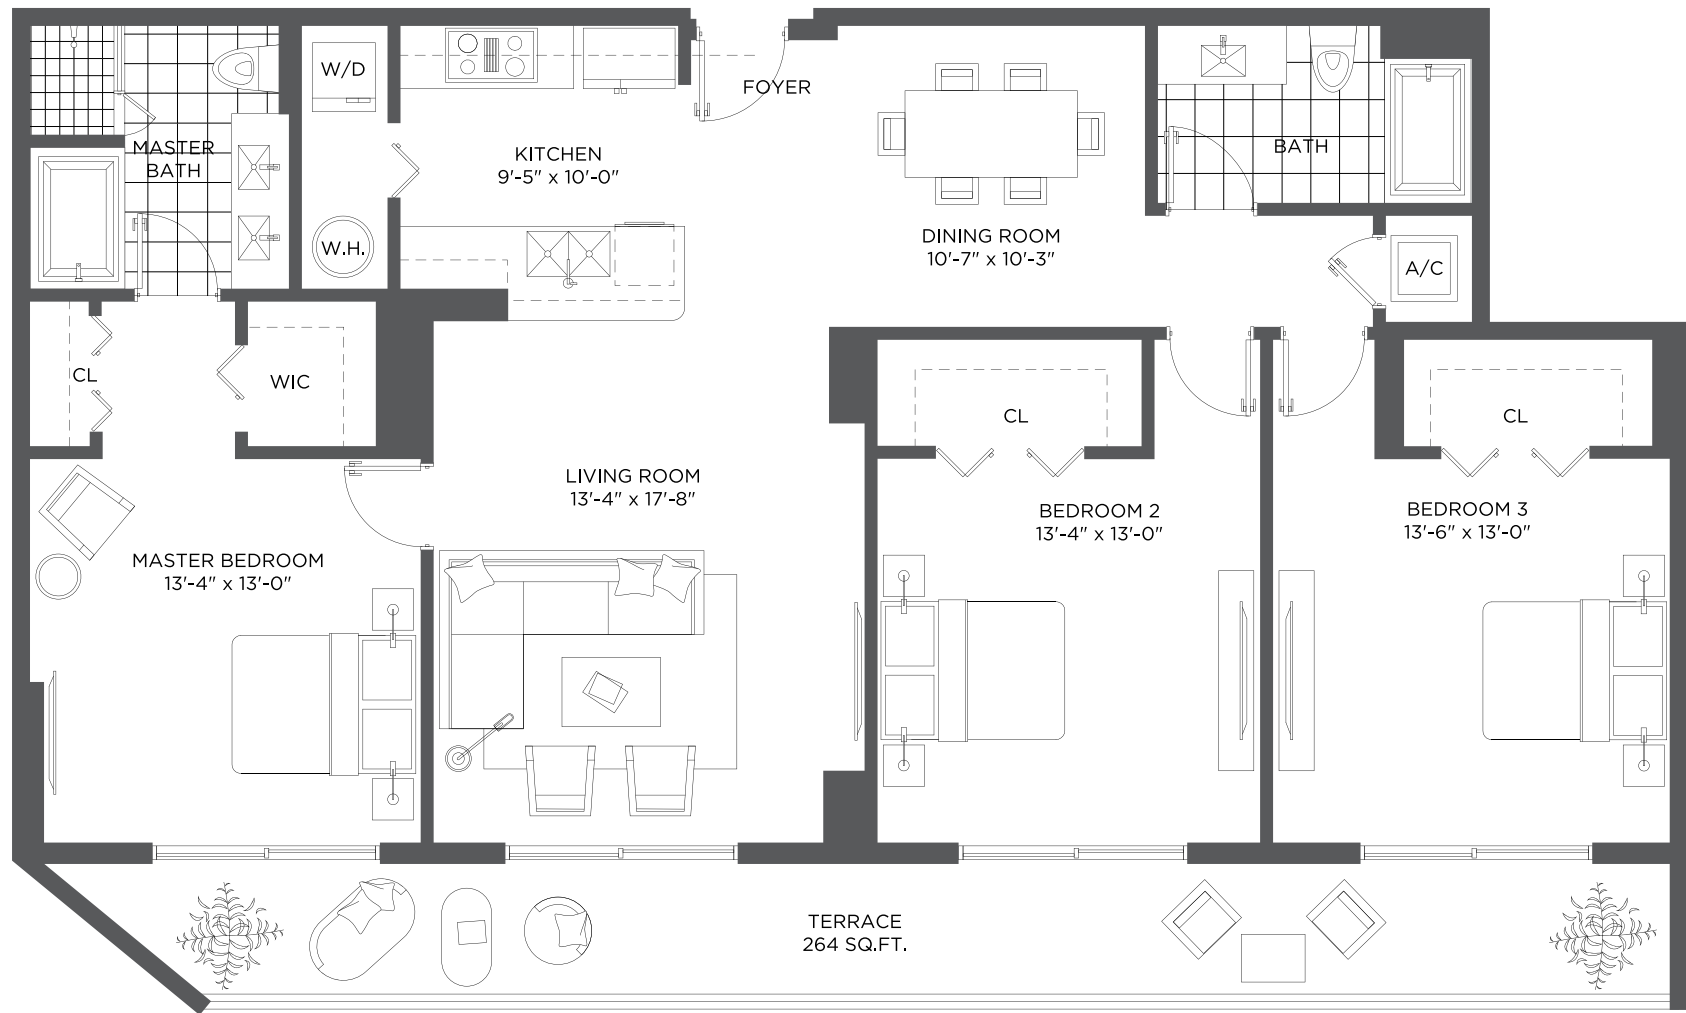 W/D
FOYER
MASTER
BATH
KITCHEN
9'-5" x 10'-0"
BATH
W.H.
DINING ROOM
10'-7" x 10'-3"
A/C
CL
WIC
CL
CL
LIVING ROOM
13'-4" x 17'-8"
BEDROOM 2
13'-4" x 13'-0"
BEDROOM 3
13'-6" x 13'-0"
MASTER BEDROOM
13'-4" x 13'-0"
TERRACE
264 SQ.FT.